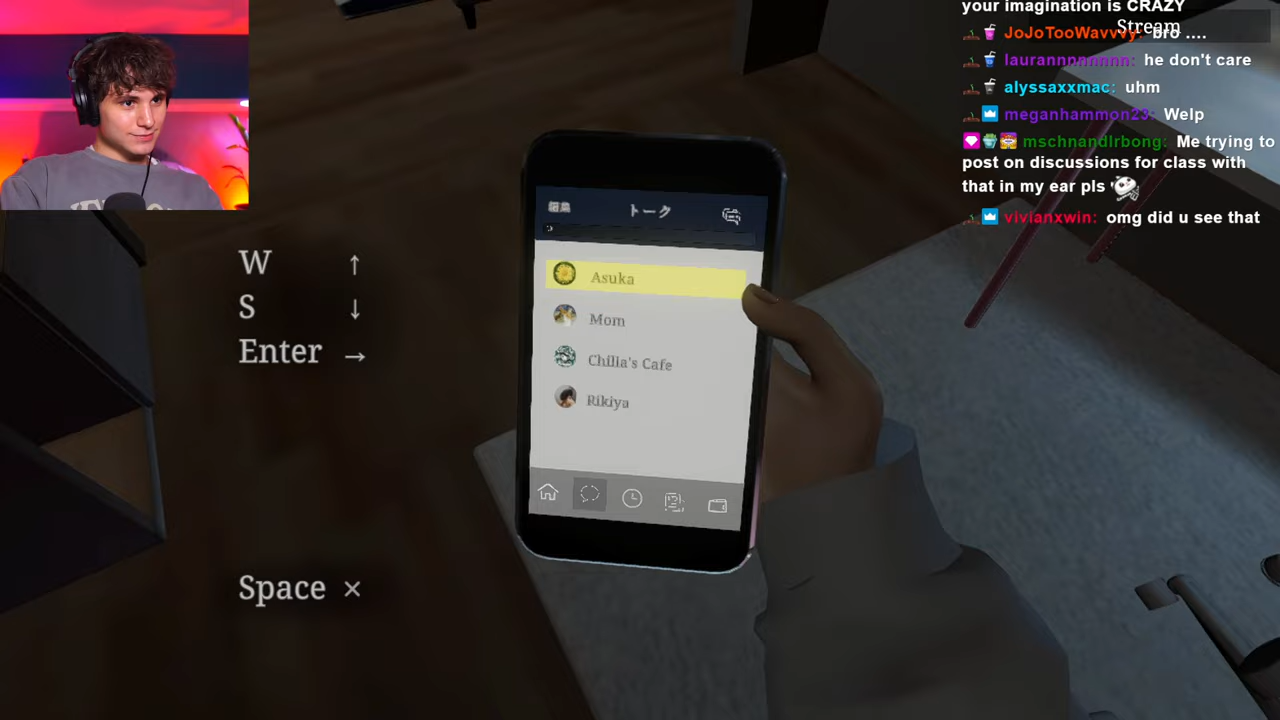 your imagination is CRAZY
Stream
JoJoTooWavvvy: bro ....
laurannnnnnnn: he don't care
alyssaxxmac: uhm
meganhammon23: Welp
mschnandlrbong: Me trying to
post on discussions for class with
that in my ear pls
vivianxwin: omg did u see that
トーク
Asuka
Mom
Chilia's Cafe
Rikiya
W ↑
S ↓
Enter →
Space ×